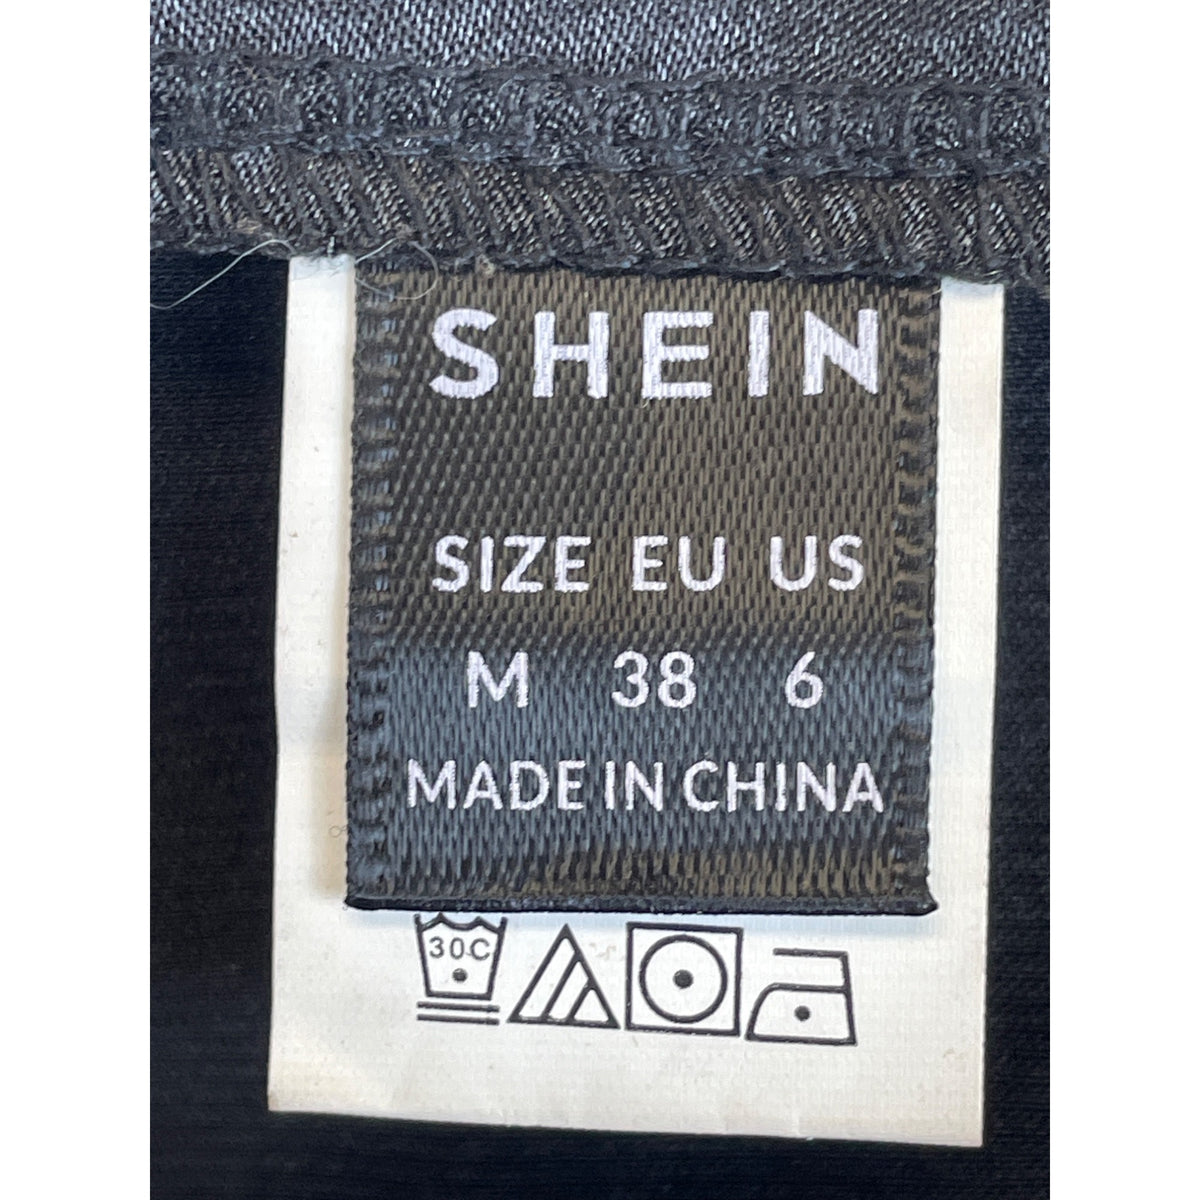 SHEIN
SIZE EU US
M 38 6
MADE IN CHINA
30C